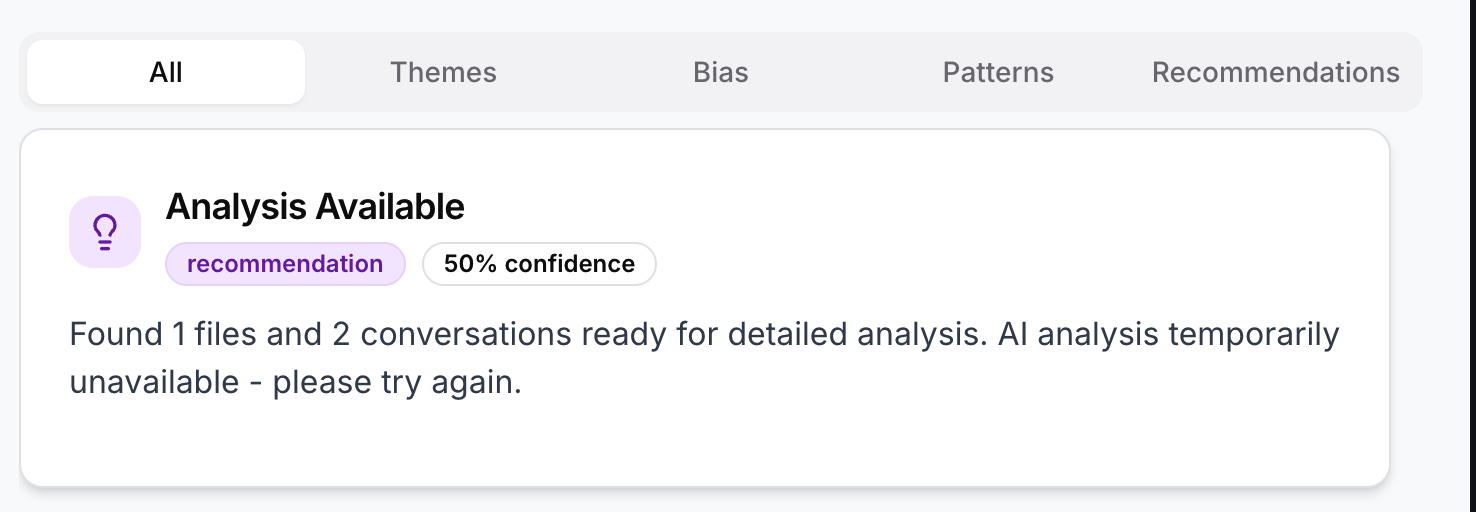 All Themes Bias Patterns Recommendations
Analysis Available
recommendation 50% confidence
Found 1 files and 2 conversations ready for detailed analysis. AI analysis temporarily
unavailable - please try again.